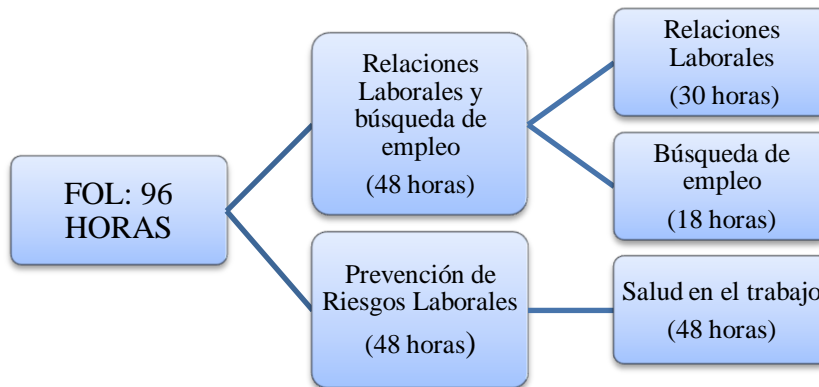 FOL: 96
HORAS
Relaciones
Laborales y
búsqueda de
empleo
(48 horas)
Prevención de
Riesgos Laborales
(48 horas)
Relaciones
Laborales
(30 horas)
Búsqueda de
empleo
(18 horas)
Salud en el trabajo
(48 horas)